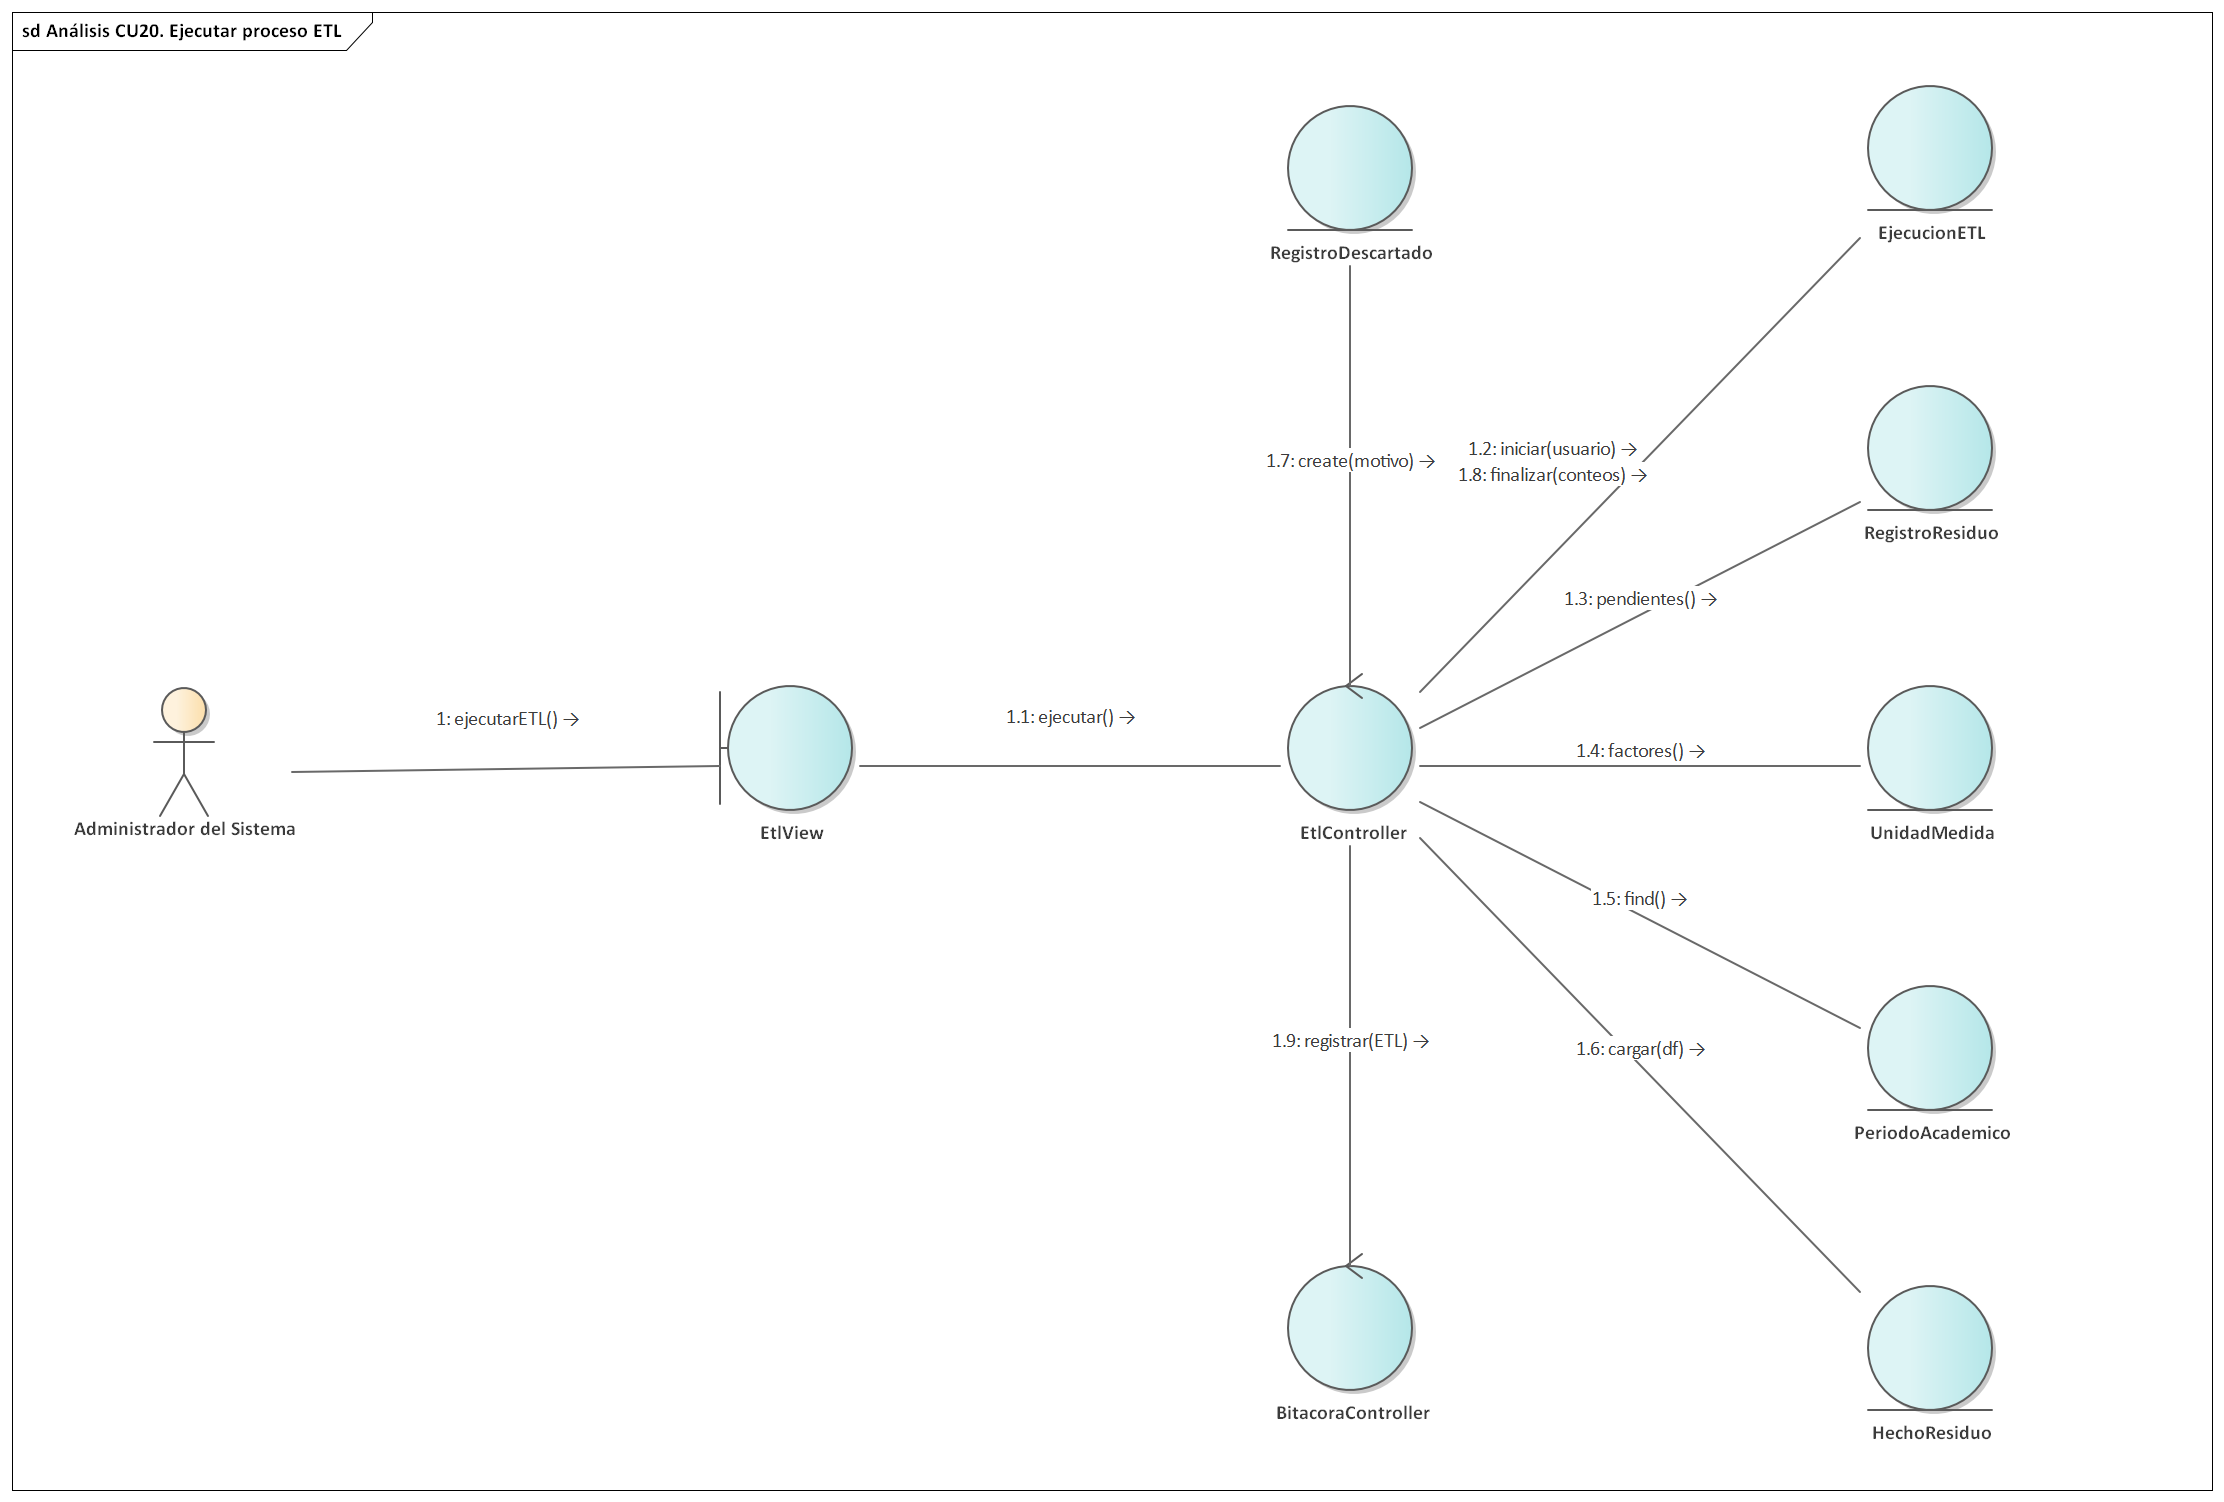 sd Análisis CU20. Ejecutar proceso ETL
RegistroDescartado
EjecucionETL
1.7: create(motivo) →
1.2: iniciar(usuario) →
1.8: finalizar(conteos) →
RegistroResiduo
1.3: pendientes() →
1: ejecutarETL() →
1.1: ejecutar() →
1.4: factores() →
Administrador del Sistema
EtlView
EtlController
UnidadMedida
1.5: find() →
1.9: registrar(ETL) →
1.6: cargar(df) →
PeriodoAcademico
BitacoraController
HechoResiduo